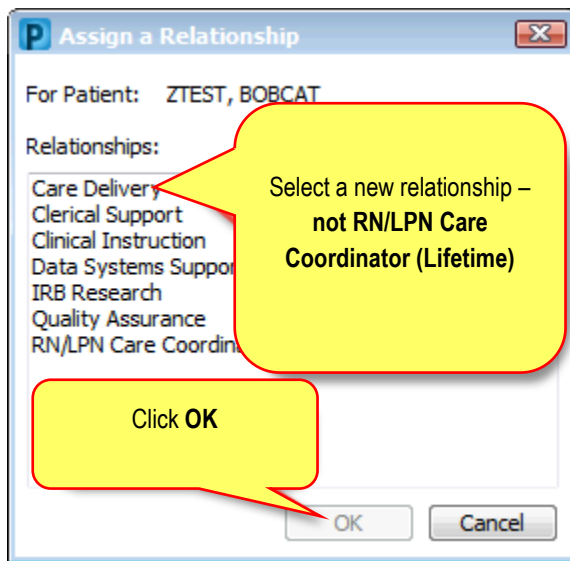 P Assign a Relationship
For Patient: ZTEST, BOBCAT
Relationships:
Care Delivery
Clerical Support
Clinical Instruction
Data Systems Suppor
IRB Research
Quality Assurance
RN/LPN Care Coordina
Select a new relationship –
not RN/LPN Care
Coordinator (Lifetime)
Click OK
OK Cancel